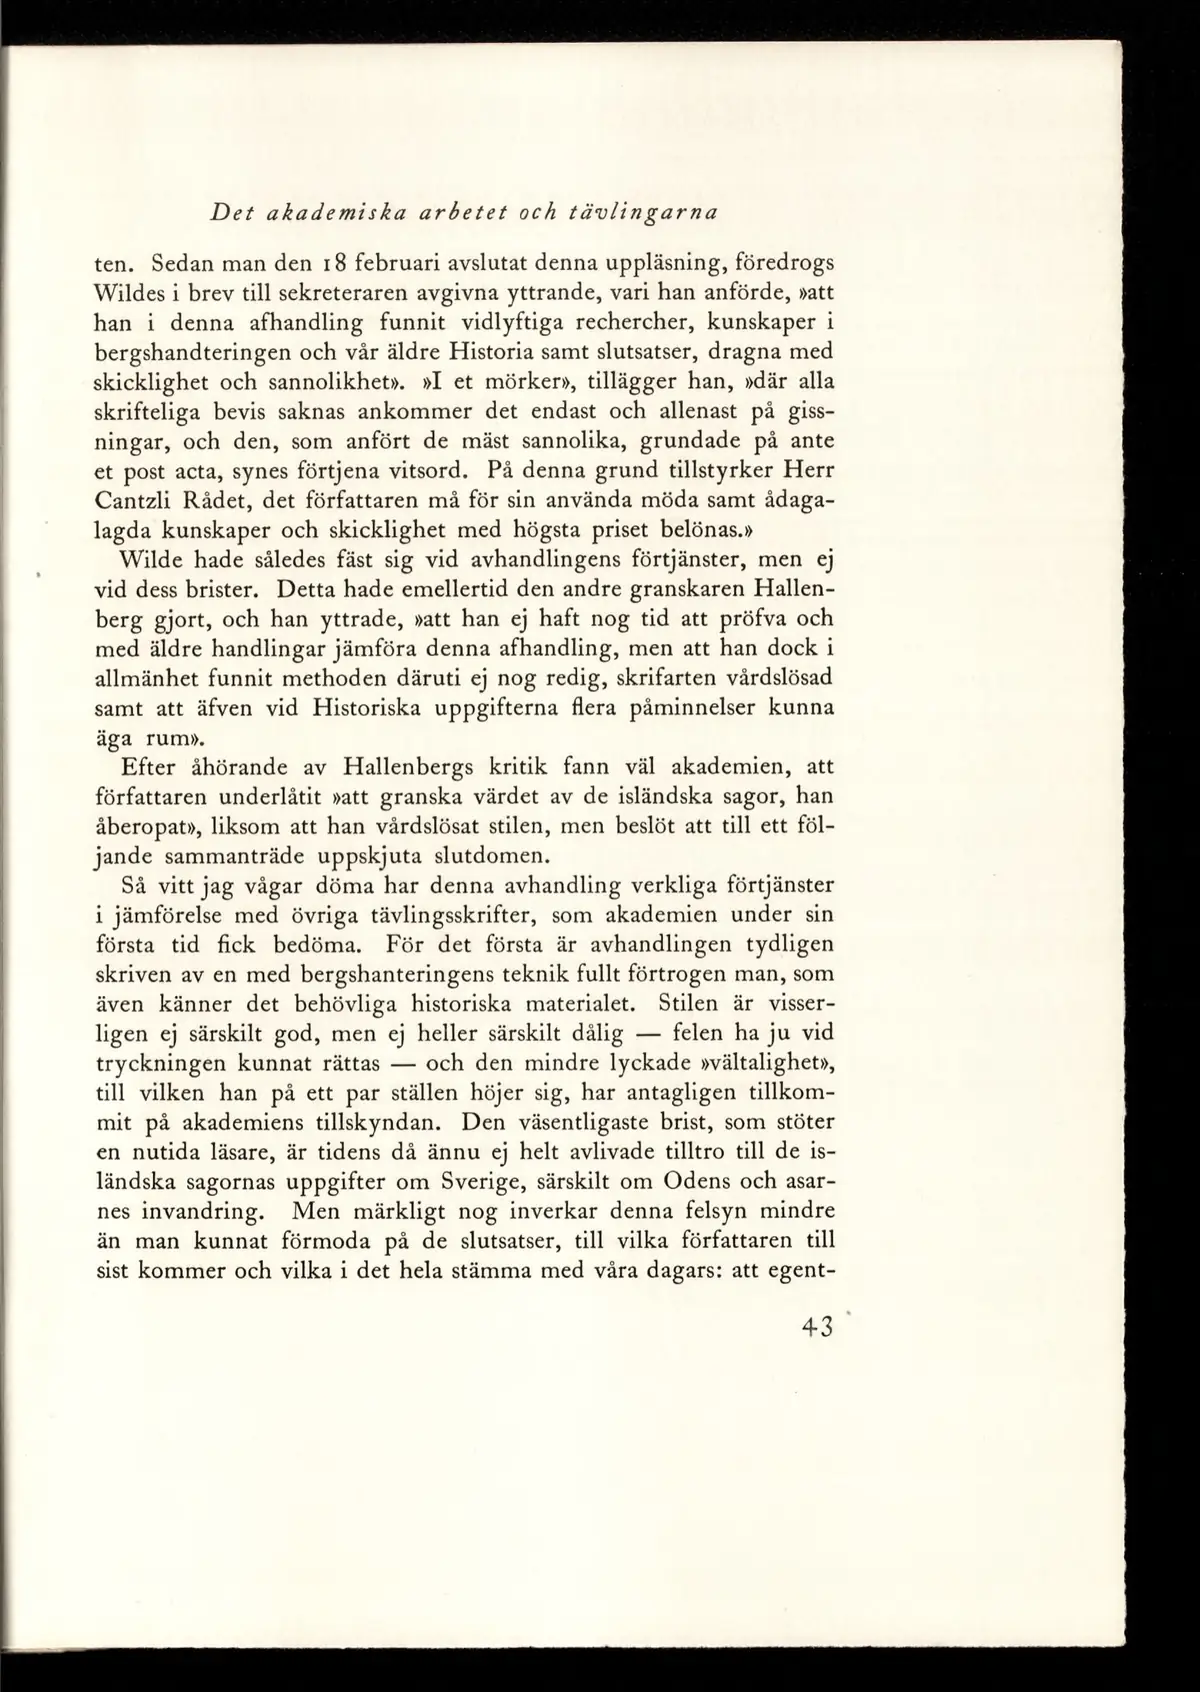 Det akademiska arbetet och tävlingarna
ten. Sedan man den 18 februari avslutat denna uppläsning, föredrogs
Wildes i brev till sekreteraren avgivna yttrande, vari han anförde, »att
han i denna afhandling funnit vidlyftiga rechercher, kunskaper i
bergshandteringen och vår äldre Historia samt slutsatser, dragna med
skicklighet och sannolikhet». »I et mörker», tillägger han, »där alla
skrifteliga bevis saknas ankommer det endast och allenast på giss-
ningar, och den, som anfört de mäst sannolika, grundade på ante
et post acta, synes förtjena vitsord. På denna grund tillstyrker Herr
Cantzli Rådet, det författaren må för sin använda möda samt ådaga-
lagda kunskaper och skicklighet med högsta priset belönas.»
Wilde hade således fäst sig vid avhandlingens förtjänster, men ej
vid dess brister. Detta hade emellertid den andre granskaren Hallen-
berg gjort, och han yttrade, »att han ej haft nog tid att pröfva och
med äldre handlingar jämföra denna afhandling, men att han dock i
allmänhet funnit methoden däruti ej nog redig, skrifarten vårdslösad
samt att äfven vid Historiska uppgifterna flera påminnelser kunna
äga rum».
Efter åhörande av Hallenbergs kritik fann väl akademien, att
författaren underlåtit »att granska värdet av de isländska sagor, han
åberopat», liksom att han vårdslösat stilen, men beslöt att till ett föl-
jande sammanträde uppskjuta slutdomen.
Så vitt jag vågar döma har denna avhandling verkliga förtjänster
i jämförelse med övriga tävlingsskrifter, som akademien under sin
första tid fick bedöma. För det första är avhandlingen tydligen
skriven av en med bergshanteringens teknik fullt förtrogen man, som
även känner det behövliga historiska materialet. Stilen är visser-
ligen ej särskilt god, men ej heller särskilt dålig — felen ha ju vid
tryckningen kunnat rättas — och den mindre lyckade »vältalighet»,
till vilken han på ett par ställen höjer sig, har antagligen tillkom-
mit på akademiens tillskyndan. Den väsentligaste brist, som stöter
en nutida läsare, är tidens då ännu ej helt avlivade tilltro till de is-
ländska sagornas uppgifter om Sverige, särskilt om Odens och asar-
nes invandring. Men märkligt nog inverkar denna felsyn mindre
än man kunnat förmoda på de slutsatser, till vilka författaren till
sist kommer och vilka i det hela stämma med våra dagars: att egent-
43